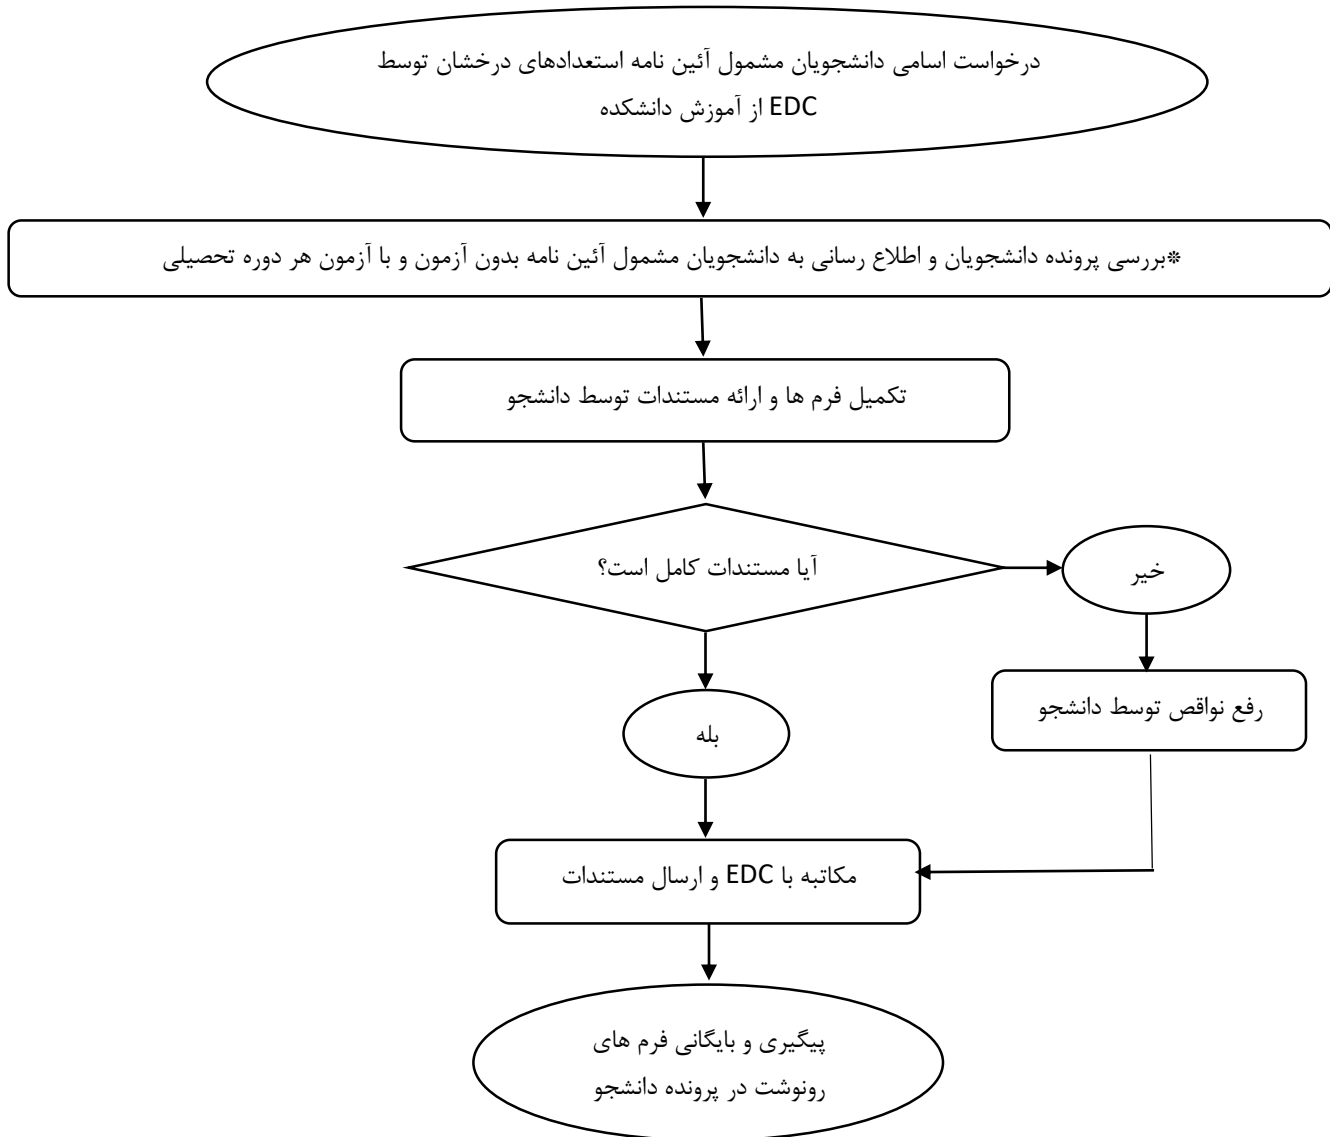 درخواست اسامی دانشجویان مشمول آئین نامه استعدادهای درخشان توسط
EDC از آموزش دانشکده
*بررسی پرونده دانشجویان و اطلاع رسانی به دانشجویان مشمول آئین نامه بدون آزمون و با آزمون هر دوره تحصیلی
تکمیل فرم ها و ارائه مستندات توسط دانشجو
آیا مستندات کامل است؟
خیر
رفع نواقص توسط دانشجو
بله
مکاتبه با EDC و ارسال مستندات
پیگیری و بایگانی فرم های
رونوشت در پرونده دانشجو